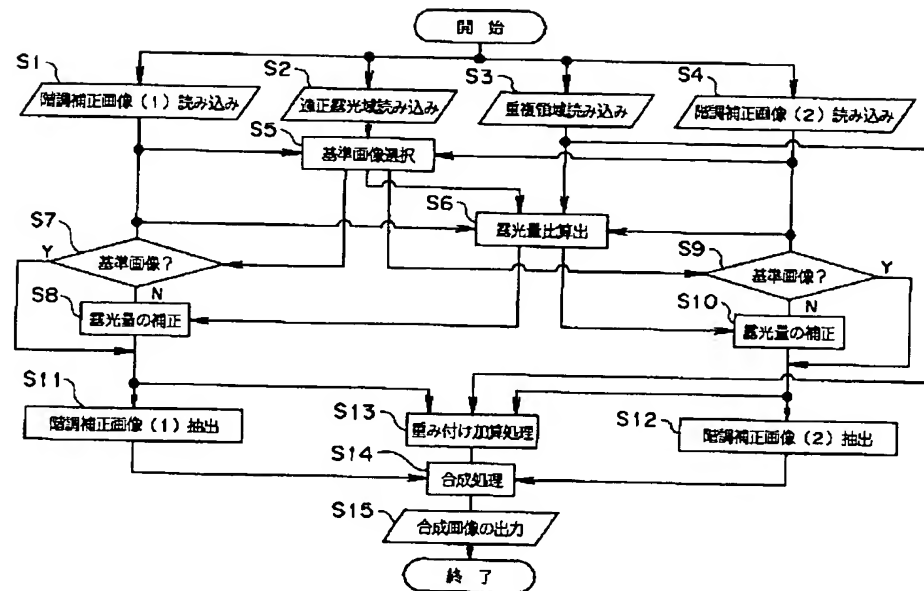 開 始
S1
階調補正画像（1）読み込み
S2
適正露光域読み込み
S3
重複領域読み込み
S4
階調補正画像（2）読み込み
S5
基準画像選択
S6
露光量比算出
S7
基準画像？
Y
N
S8
露光量の補正
S9
基準画像？
Y
N
S10
露光量の補正
S11
階調補正画像（1）抽出
S13
重み付け加算処理
S12
階調補正画像（2）抽出
S14
合成処理
S15
合成画像の出力
終 了